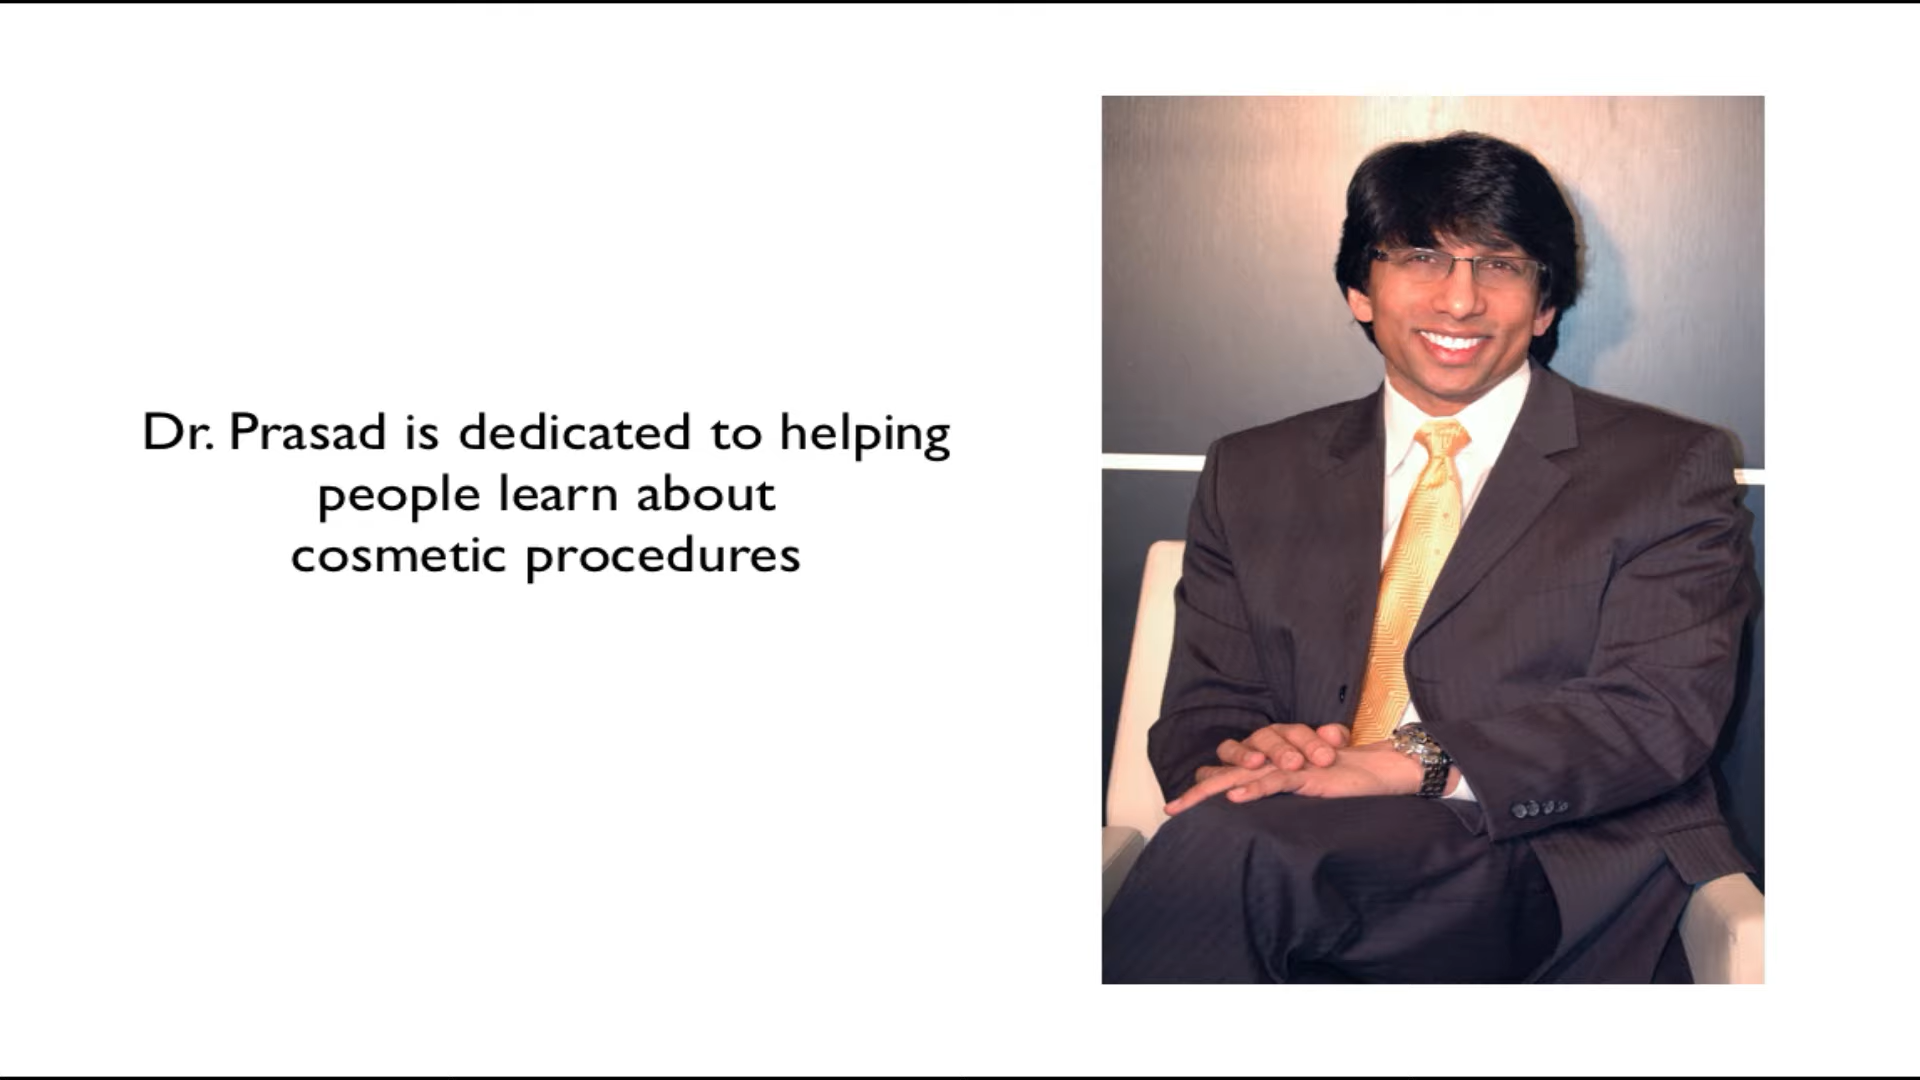 Dr. Prasad is dedicated to helping
people learn about
cosmetic procedures